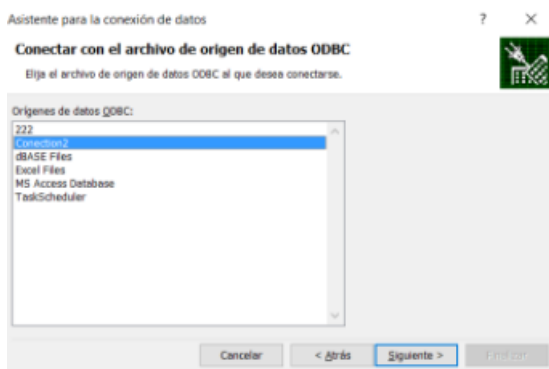 Asistente para la conexión de datos
Conectar con el archivo de origen de datos ODBC
Elija el archivo de origen de datos ODBC al que desea conectarse.
Orígenes de datos ODBC:
222
Conection2
dBASE Files
Excel Files
MS Access Database
TaskScheduler
Cancelar < Atrás Siguiente > Finalizar